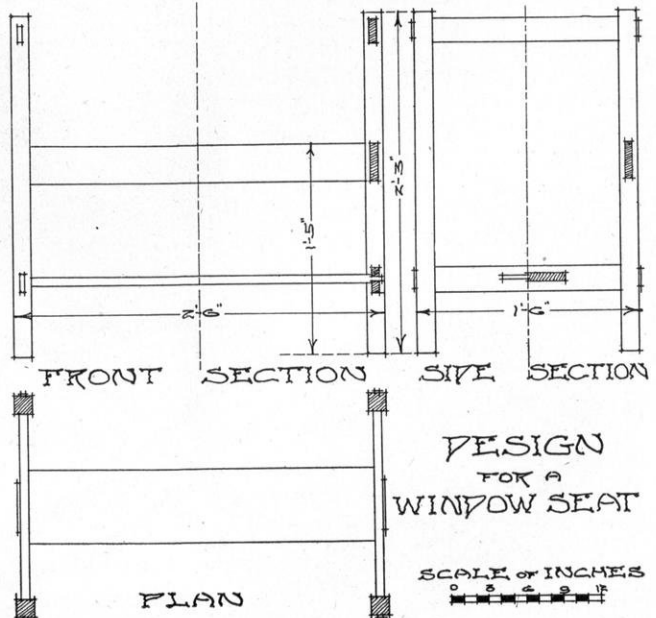 1'-5"
2'-3"
2'-6"
1'-6"
FRONT SECTION
SIDE SECTION
DESIGN
FOR A
WINDOW SEAT
PLAN
SCALE OF INCHES
0 3 6 9 12